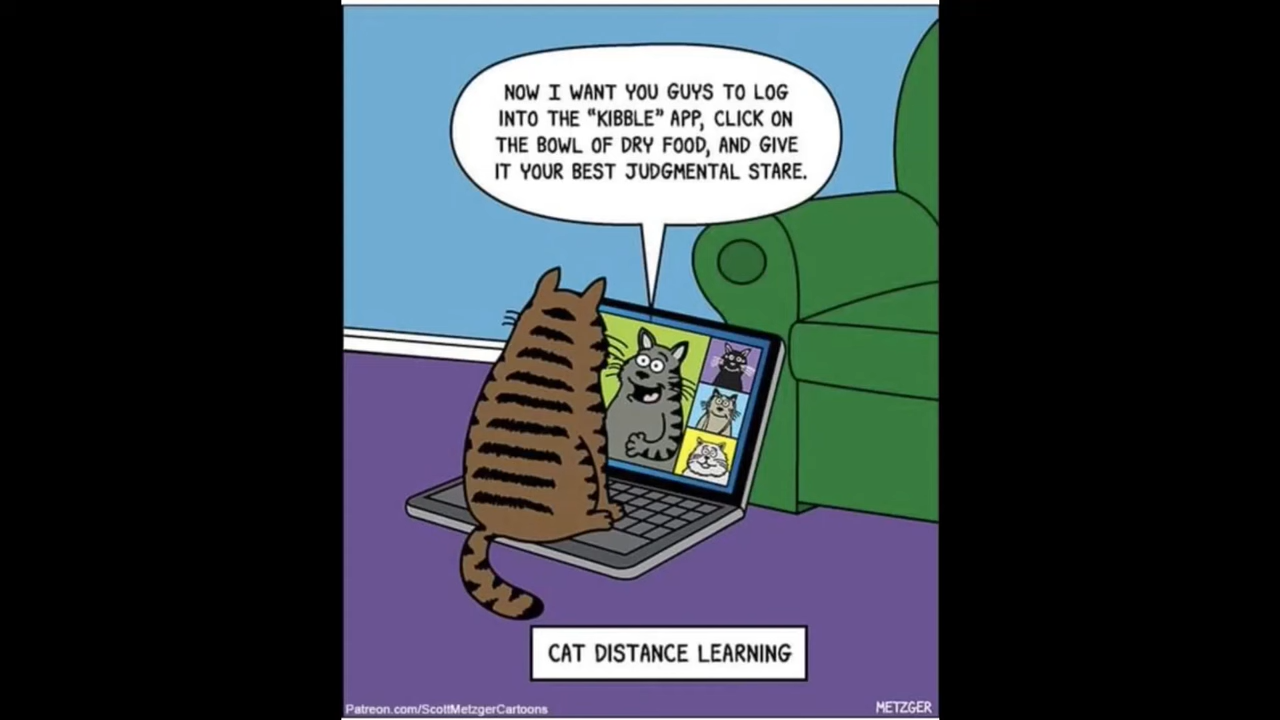 NOW I WANT YOU GUYS TO LOG
INTO THE "KIBBLE" APP, CLICK ON
THE BOWL OF DRY FOOD, AND GIVE
IT YOUR BEST JUDGMENTAL STARE.
CAT DISTANCE LEARNING
Patreon.com/ScottMetzgerCartoons
METZGER